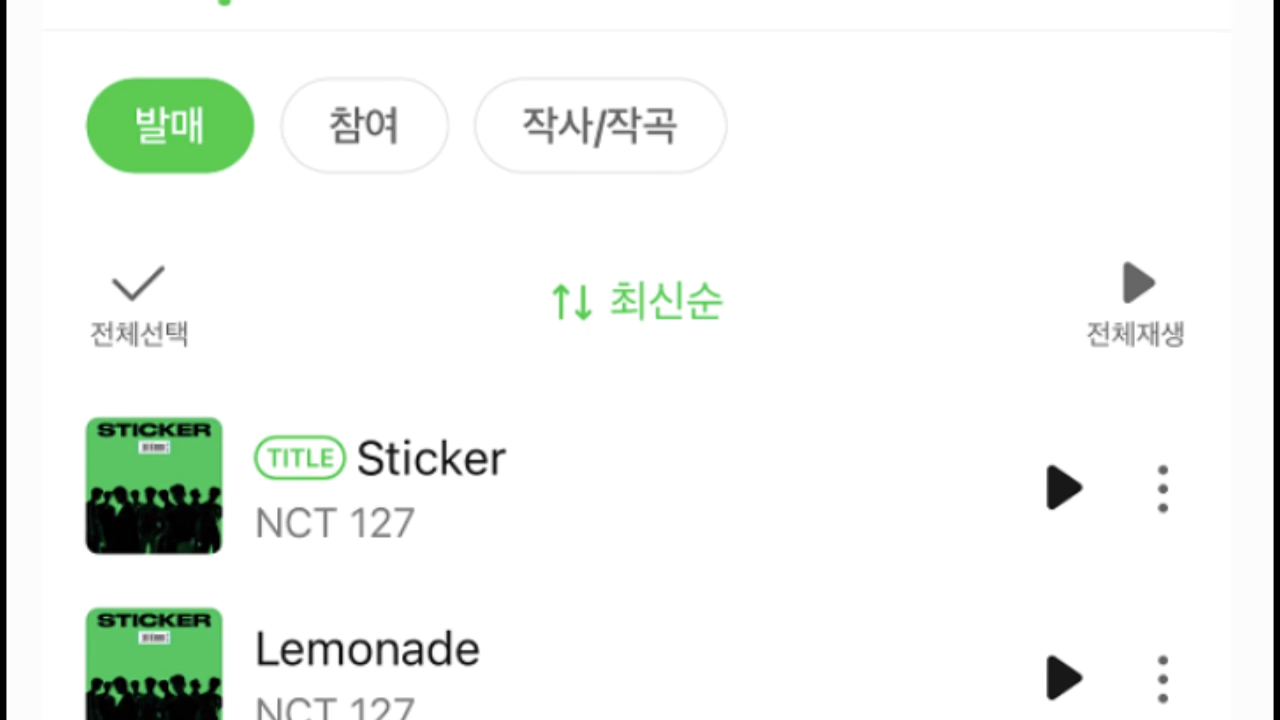 발매 참여 작사/작곡
전체선택
최신순
전체재생
STICKER
TITLE Sticker
NCT 127
STICKER
Lemonade
NCT 127